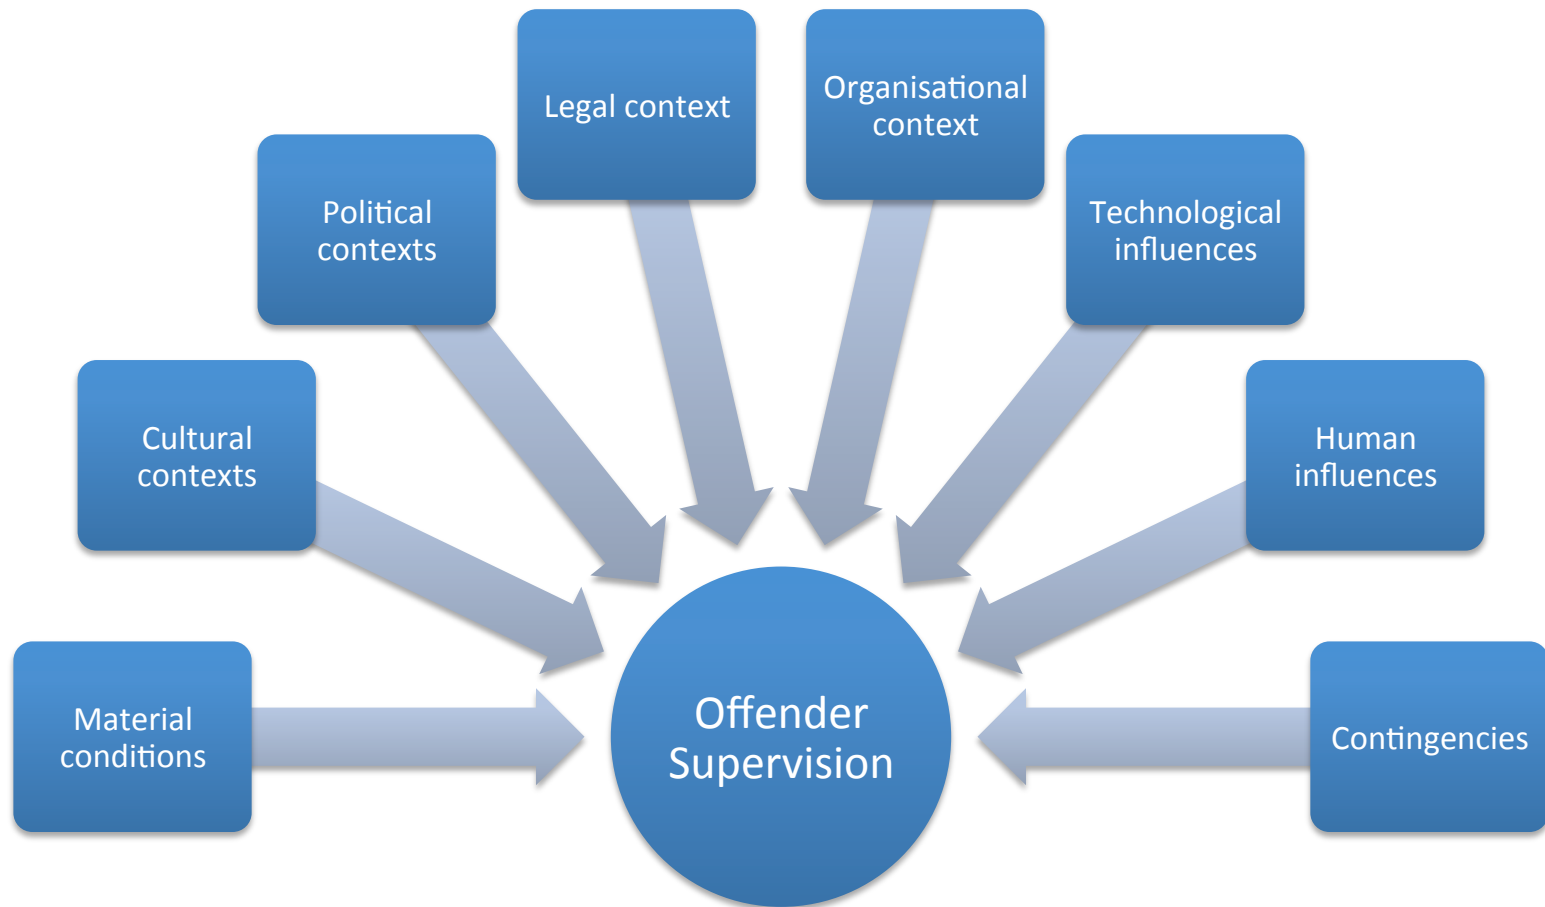 Legal context
Organisational
context
Political
contexts
Technological
influences
Cultural
contexts
Human
influences
Material
conditions
Offender
Supervision
Contingencies